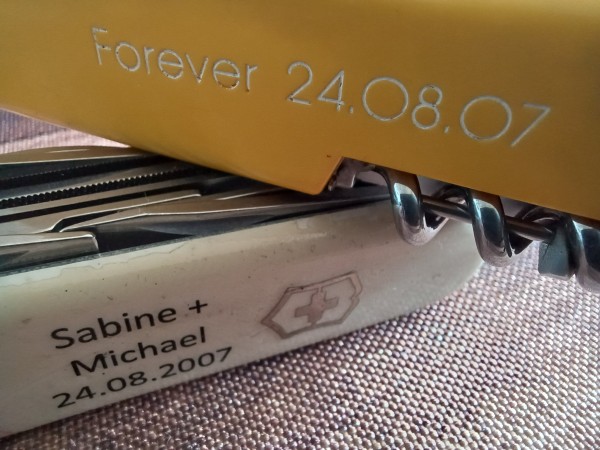 Forever 24.08.07
Sabine +
Michael
24.08.2007